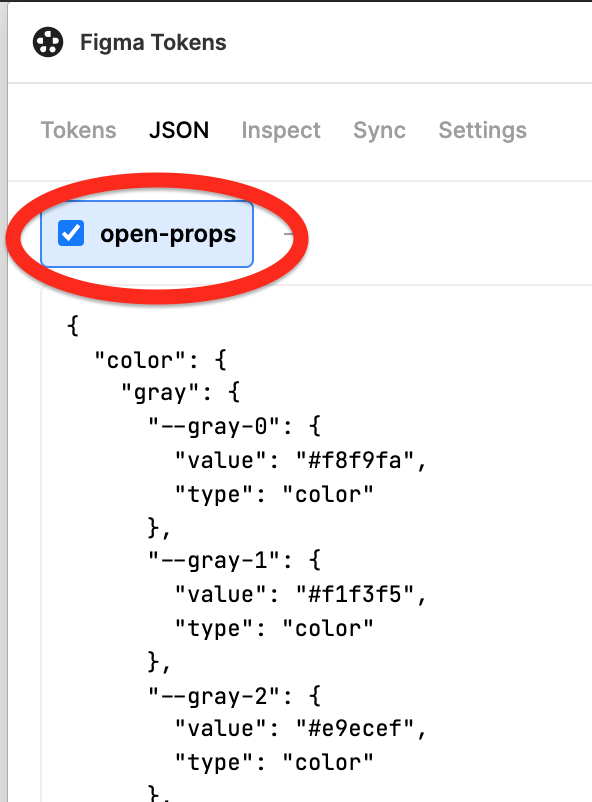 Figma Tokens
Tokens JSON Inspect Sync Settings
open-props
{
"color": {
"gray": {
"--gray-0": {
"value": "#f8f9fa",
"type": "color"
},
"--gray-1": {
"value": "#f1f3f5",
"type": "color"
},
"--gray-2": {
"value": "#e9ecef",
"type": "color"
},